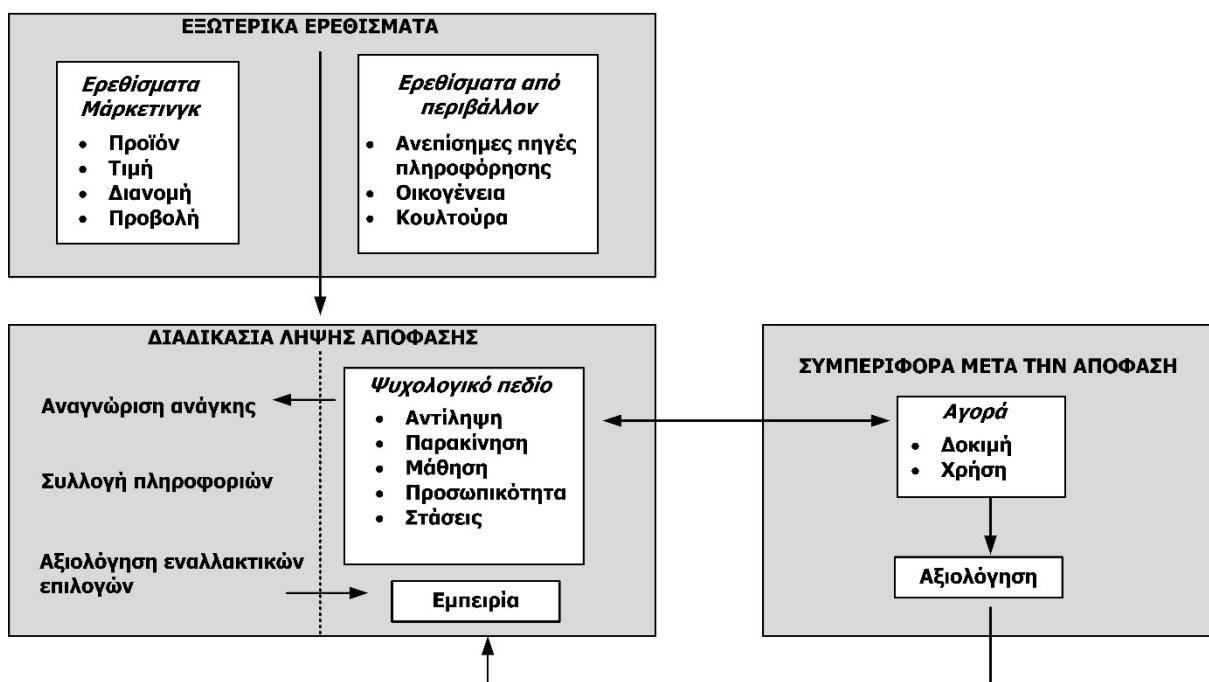 ΕΞΩΤΕΡΙΚΑ ΕΡΕΘΙΣΜΑΤΑ
Ερεθίσματα
Μάρκετινγκ
• Προϊόν
• Τιμή
• Διανομή
• Προβολή
Ερεθίσματα από
περιβάλλον
• Ανεπίσημες πηγές
πληροφόρησης
• Οικογένεια
• Κουλτούρα
ΔΙΑΔΙΚΑΣΙΑ ΛΗΨΗΣ ΑΠΟΦΑΣΗΣ
Αναγνώριση ανάγκης
Συλλογή πληροφοριών
Αξιολόγηση εναλλακτικών
επιλογών
Ψυχολογικό πεδίο
• Αντίληψη
• Παρακίνηση
• Μάθηση
• Προσωπικότητα
• Στάσεις
Εμπειρία
ΣΥΜΠΕΡΙΦΟΡΑ ΜΕΤΑ ΤΗΝ ΑΠΟΦΑΣΗ
Αγορά
• Δοκιμή
• Χρήση
Αξιολόγηση